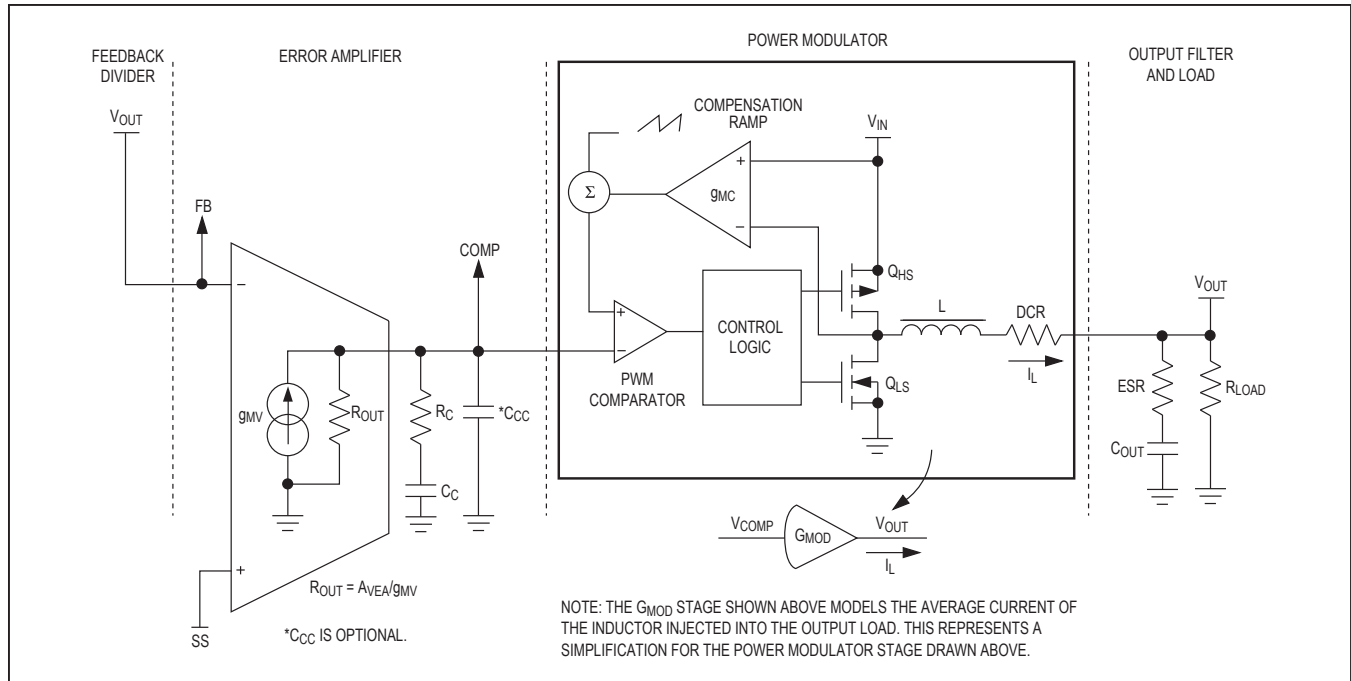 FEEDBACK
DIVIDER
ERROR AMPLIFIER
POWER MODULATOR
OUTPUT FILTER
AND LOAD
VOUT
FB
COMP
COMPENSATION
RAMP
VIN
Σ
+
gMC
−
QHS
−
gMV
ROUT
RC
*CCC
CC
+
−
PWM
COMPARATOR
CONTROL
LOGIC
QLS
L
DCR
IL
VOUT
ESR
RLOAD
COUT
+
SS
ROUT = AVEA/gMV
*CCC IS OPTIONAL.
VCOMP
GMOD
VOUT
IL
NOTE: THE GMOD STAGE SHOWN ABOVE MODELS THE AVERAGE CURRENT OF
THE INDUCTOR INJECTED INTO THE OUTPUT LOAD. THIS REPRESENTS A
SIMPLIFICATION FOR THE POWER MODULATOR STAGE DRAWN ABOVE.